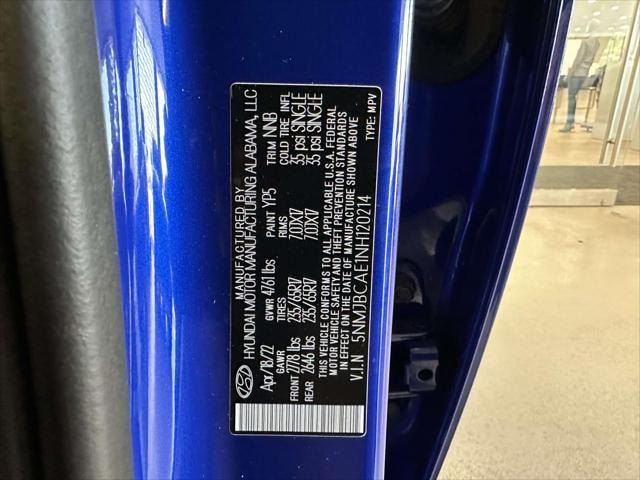 MANUFACTURED BY
HYUNDAI MOTOR MANUFACTURING ALABAMA, LLC
Apr/18/22 GVWR 4761 lbs PAINT YP5 TRIM NNB
GAWR TIRES RIMS COLD TIRE INFL
FRONT 2778 lbs 235/65R17 7.0JX17 35 psi SINGLE
REAR 2646 lbs 235/65R17 7.0JX17 35 psi SINGLE
THIS VEHICLE CONFORMS TO ALL APPLICABLE U.S.A. FEDERAL
MOTOR VEHICLE SAFETY AND THEFT PREVENTION STANDARDS
IN EFFECT ON THE DATE OF MANUFACTURE SHOWN ABOVE
V.I.N 5NMJBCAE1NH120214 TYPE: MPV